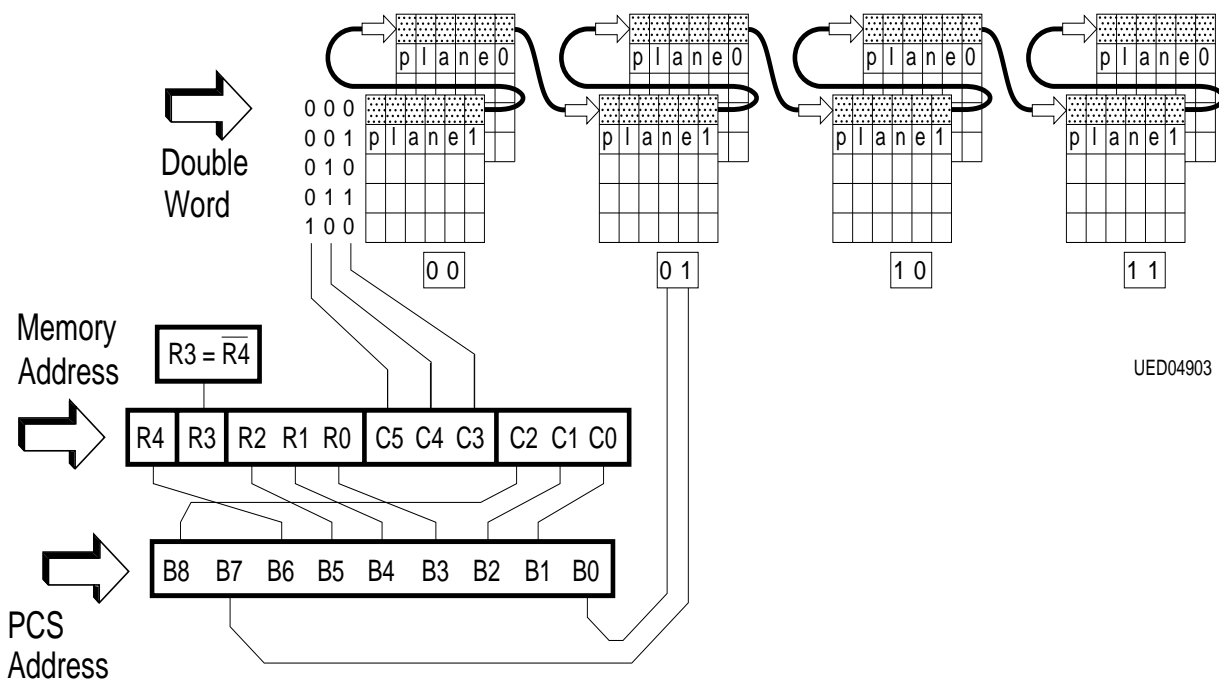 plane0 plane0 plane0 plane0
000
001 plane1 plane1 plane1 plane1
010
011
100
Double
Word
00 01 10 11
Memory
Address
R3 = R̅4̅
UED04903
R4 R3 R2 R1 R0 C5 C4 C3 C2 C1 C0
B8 B7 B6 B5 B4 B3 B2 B1 B0
PCS
Address